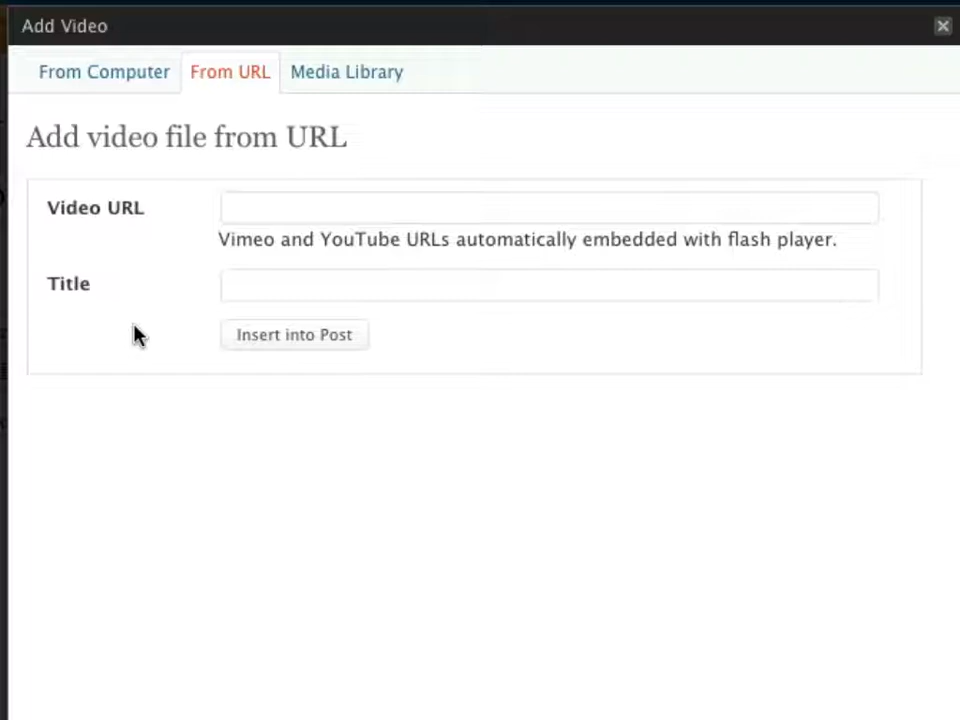 Add Video
From Computer From URL Media Library
Add video file from URL
Video URL
Vimeo and YouTube URLs automatically embedded with flash player.
Title
Insert into Post